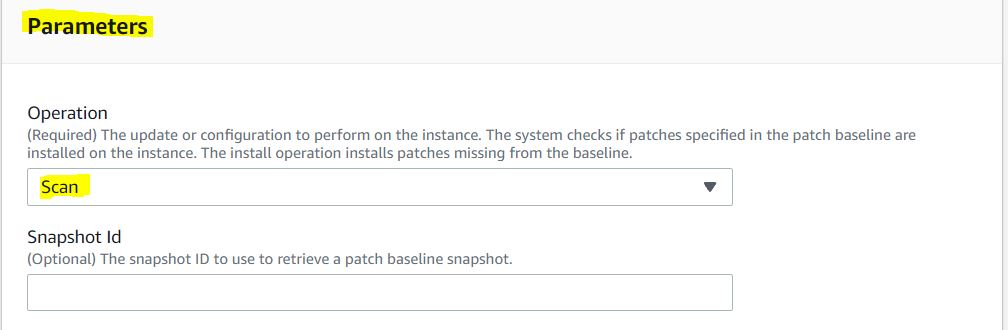 Parameters
Operation
(Required) The update or configuration to perform on the instance. The system checks if patches specified in the patch baseline are
installed on the instance. The install operation installs patches missing from the baseline.
Scan
Snapshot Id
(Optional) The snapshot ID to use to retrieve a patch baseline snapshot.